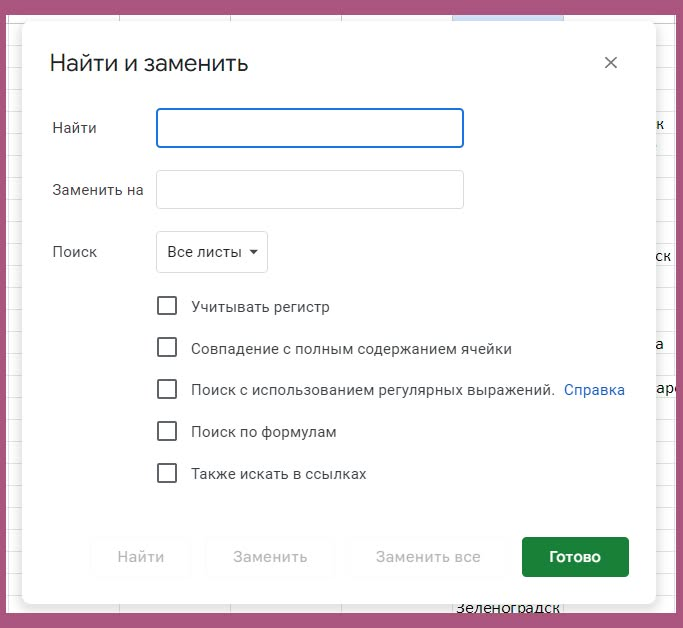 Найти и заменить
Найти
Заменить на
Поиск
Все листы
Учитывать регистр
Совпадение с полным содержанием ячейки
Поиск с использованием регулярных выражений. Справка
Поиск по формулам
Также искать в ссылках
Найти
Заменить
Заменить все
Готово
Зеленоградск